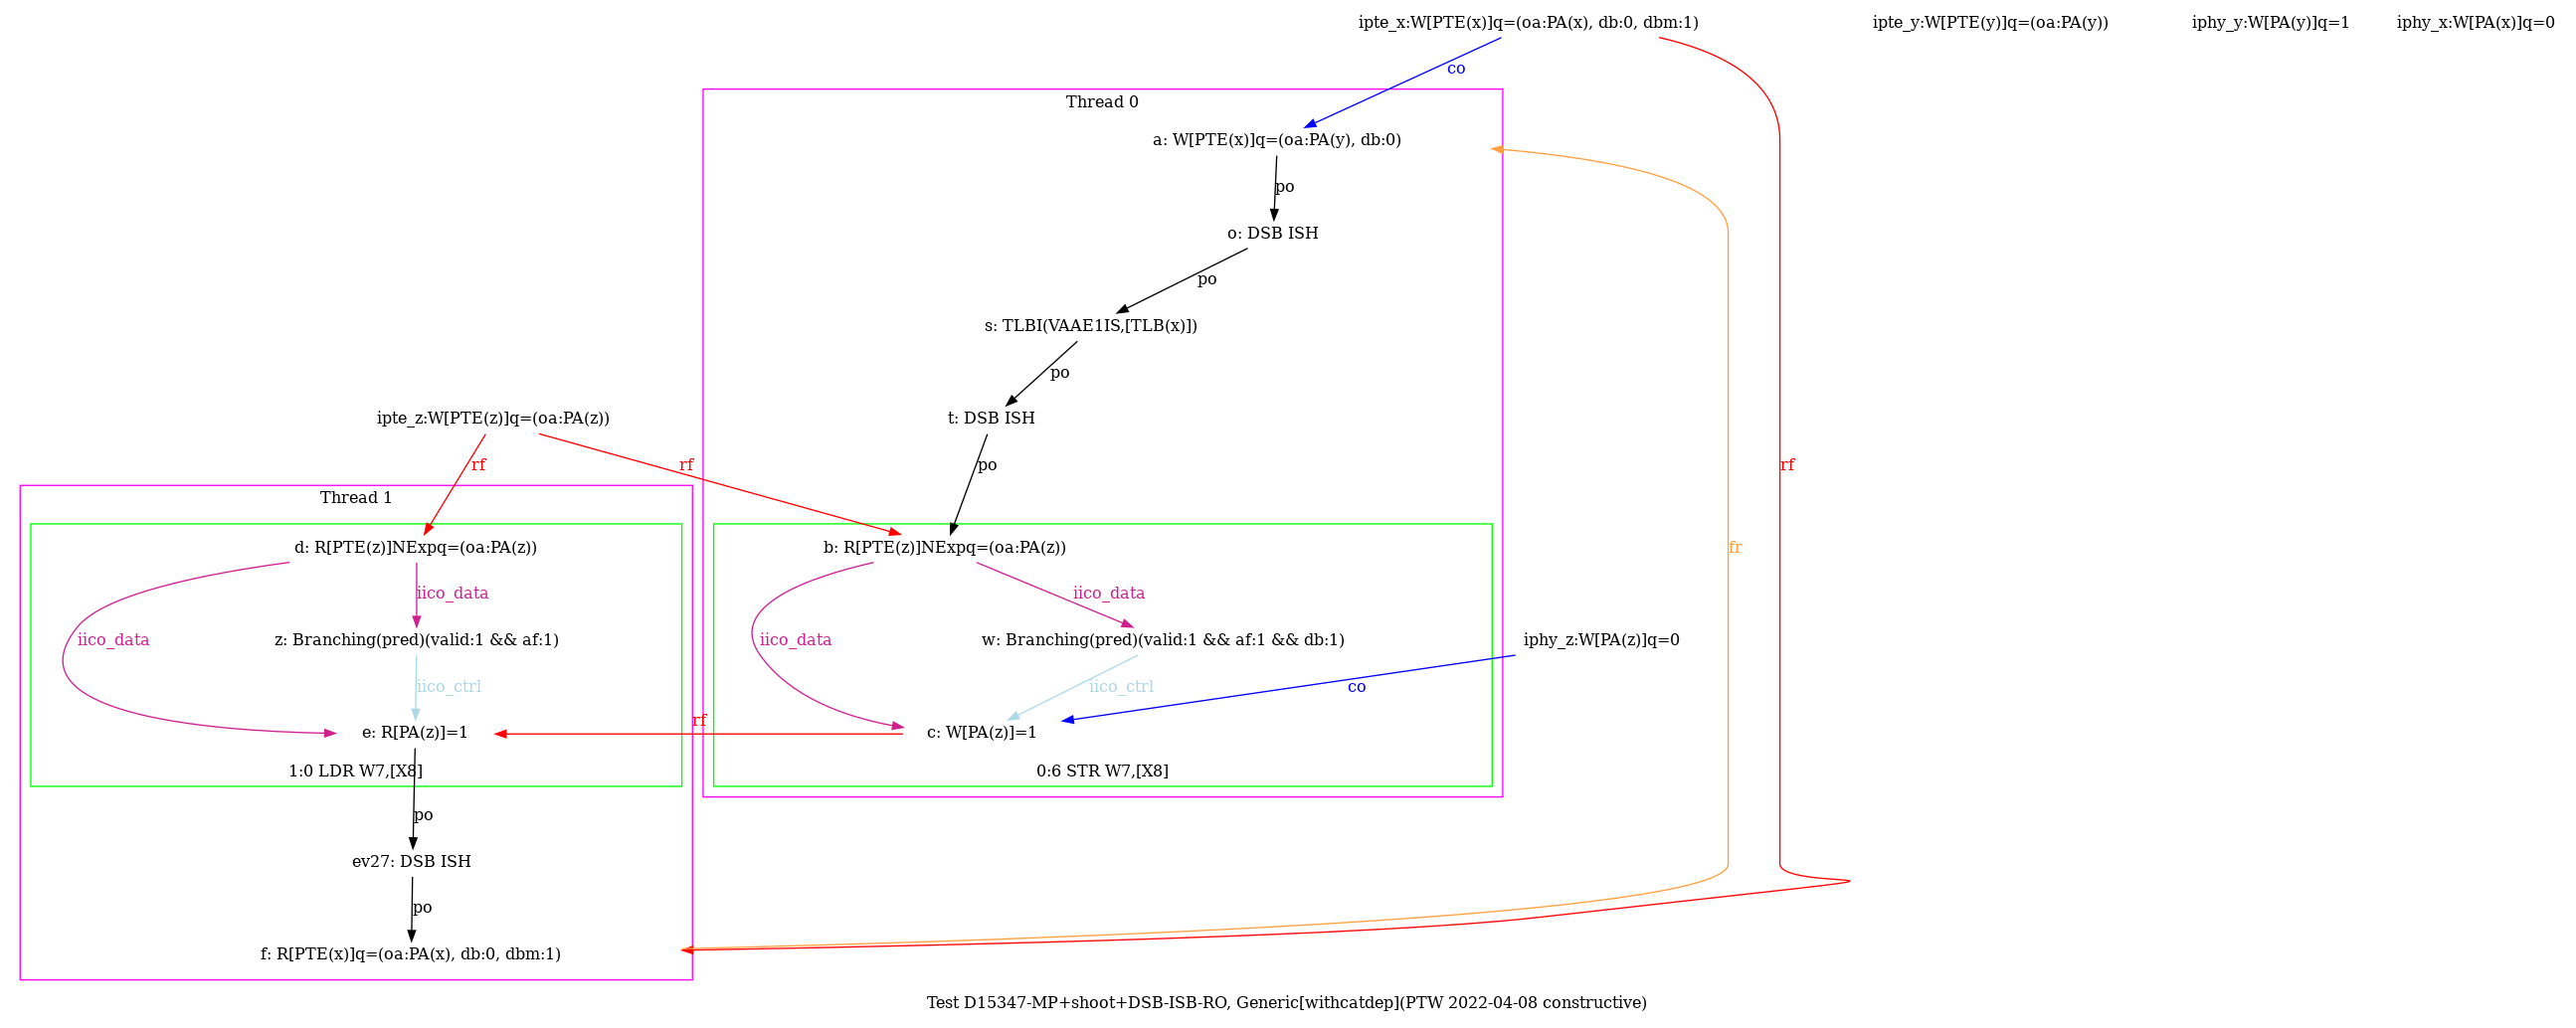 ipte_x:W[PTE(x)]q=(oa:PA(x), db:0, dbm:1)
ipte_y:W[PTE(y)]q=(oa:PA(y))
iphy_y:W[PA(y)]q=1
iphy_x:W[PA(x)]q=0
co
Thread 0
a: W[PTE(x)]q=(oa:PA(y), db:0)
po
o: DSB ISH
po
s: TLBI(VAAE1IS,[TLB(x)])
po
ipte_z:W[PTE(z)]q=(oa:PA(z))
t: DSB ISH
rf
rf
po
rf
Thread 1
d: R[PTE(z)]NExpq=(oa:PA(z))
b: R[PTE(z)]NExpq=(oa:PA(z))
fr
iico_data
iico_data
iico_data
z: Branching(pred)(valid:1 && af:1)
iico_data
w: Branching(pred)(valid:1 && af:1 && db:1)
iphy_z:W[PA(z)]q=0
iico_ctrl
iico_ctrl
co
rf
e: R[PA(z)]=1
c: W[PA(z)]=1
1:0 LDR W7,[X8]
0:6 STR W7,[X8]
po
ev27: DSB ISH
po
f: R[PTE(x)]q=(oa:PA(x), db:0, dbm:1)
Test D15347-MP+shoot+DSB-ISB-RO, Generic[withcatdep](PTW 2022-04-08 constructive)